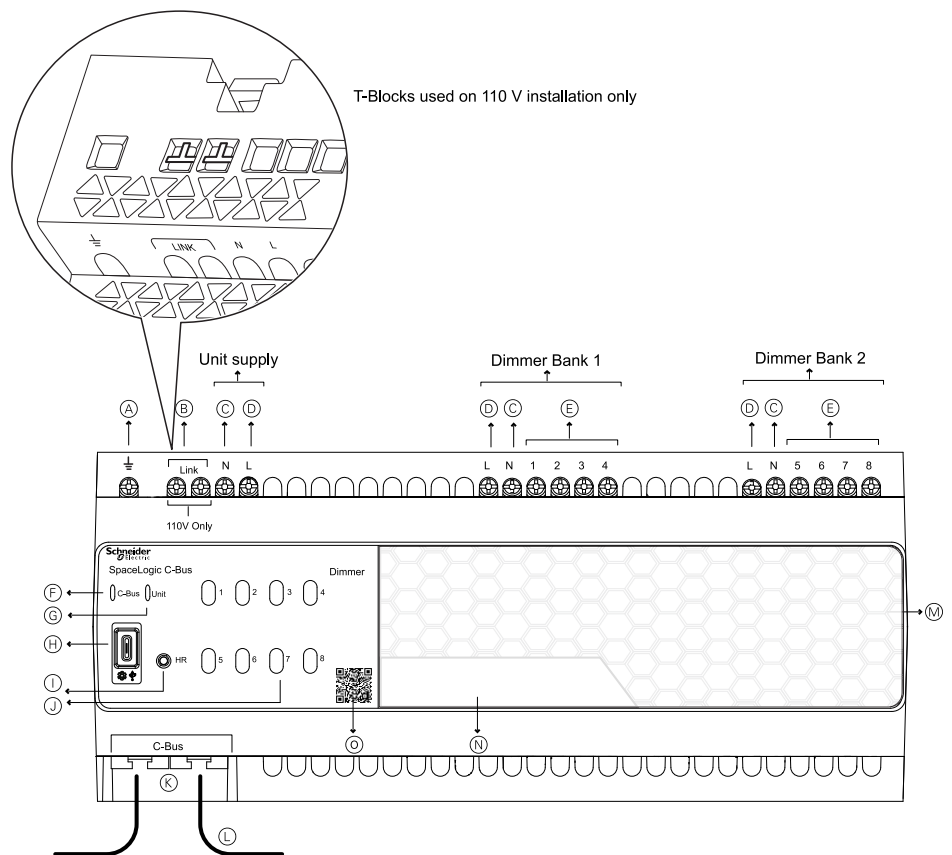 T-Blocks used on 110 V installation only
LINK N L
Unit supply
Dimmer Bank 1
Dimmer Bank 2
A B C D D C E D C E
Link N L L N 1 2 3 4 L N 5 6 7 8
110V Only
Schneider
Electric
SpaceLogic C-Bus
Dimmer
F C-Bus Unit 1 2 3 4
G
M
H
HR 5 6 7 8
I
J
O N
C-Bus
K
L